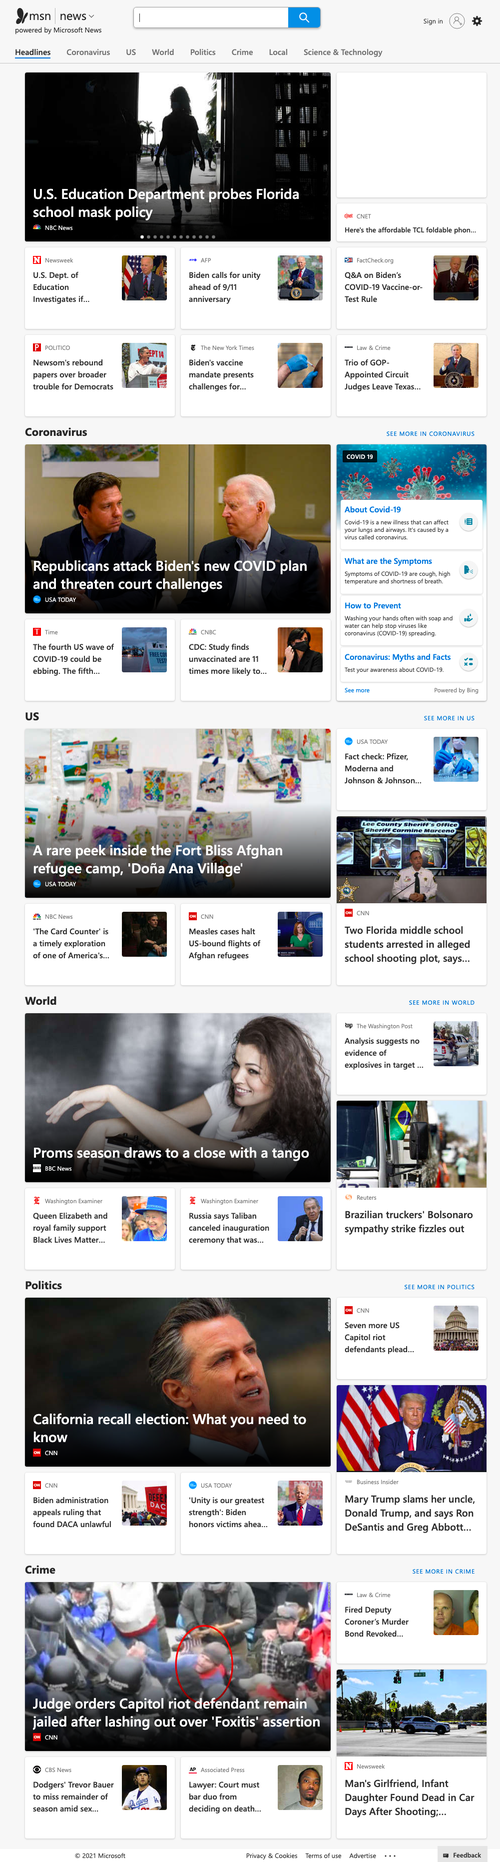 msn news
powered by Microsoft News
Sign in
Headlines
Coronavirus
US
World
Politics
Crime
Local
Science & Technology
U.S. Education Department probes Florida
school mask policy
NBC News
CNET
Here's the affordable TCL foldable phon...
Newsweek
U.S. Dept. of
Education
Investigates if...
AFP
Biden calls for unity
ahead of 9/11
anniversary
FactCheck.org
Q&A on Biden's
COVID-19 Vaccine-or-
Test Rule
POLITICO
Newsom's rebound
papers over broader
trouble for Democrats
The New York Times
Biden's vaccine
mandate presents
challenges for...
Law & Crime
Trio of GOP-
Appointed Circuit
Judges Leave Texas...
Coronavirus
SEE MORE IN CORONAVIRUS
Republicans attack Biden's new COVID plan
and threaten court challenges
USA TODAY
COVID 19
About Covid-19
Covid-19 is a new illness that can affect
your lungs and airways. It's caused by a
virus called coronavirus.
What are the Symptoms
Symptoms of COVID-19 are cough, high
temperature and shortness of breath.
How to Prevent
Washing your hands often with soap and
water can help stop viruses like
coronavirus (COVID-19) spreading.
Coronavirus: Myths and Facts
Test your awareness about COVID-19.
See more
Powered by Bing
Time
The fourth US wave of
COVID-19 could be
ebbing. The fifth...
CNBC
CDC: Study finds
unvaccinated are 11
times more likely to...
US
SEE MORE IN US
A rare peek inside the Fort Bliss Afghan
refugee camp, 'Doña Ana Village'
USA TODAY
USA TODAY
Fact check: Pfizer,
Moderna and
Johnson & Johnson...
Lee County Sheriff's Office
Sheriff Carmine Marceno
CNN
Two Florida middle school
students arrested in alleged
school shooting plot, says...
NBC News
'The Card Counter' is
a timely exploration
of one of America's...
CNN
Measles cases halt
US-bound flights of
Afghan refugees
World
SEE MORE IN WORLD
Proms season draws to a close with a tango
BBC News
The Washington Post
Analysis suggests no
evidence of
explosives in target ...
Reuters
Brazilian truckers' Bolsonaro
sympathy strike fizzles out
Washington Examiner
Queen Elizabeth and
royal family support
Black Lives Matter...
Washington Examiner
Russia says Taliban
canceled inauguration
ceremony that was...
Politics
SEE MORE IN POLITICS
California recall election: What you need to
know
CNN
CNN
Seven more US
Capitol riot
defendants plead...
Business Insider
Mary Trump slams her uncle,
Donald Trump, and says Ron
DeSantis and Greg Abbott...
CNN
Biden administration
appeals ruling that
found DACA unlawful
USA TODAY
'Unity is our greatest
strength': Biden
honors victims ahea...
Crime
SEE MORE IN CRIME
Judge orders Capitol riot defendant remain
jailed after lashing out over 'Foxitis' assertion
CNN
Law & Crime
Fired Deputy
Coroner's Murder
Bond Revoked...
Newsweek
Man's Girlfriend, Infant
Daughter Found Dead in Car
Days After Shooting;...
CBS News
Dodgers' Trevor Bauer
to miss remainder of
season amid sex...
Associated Press
Lawyer: Court must
bar duo from
deciding on death...
© 2021 Microsoft
Privacy & Cookies
Terms of use
Advertise
...
Feedback